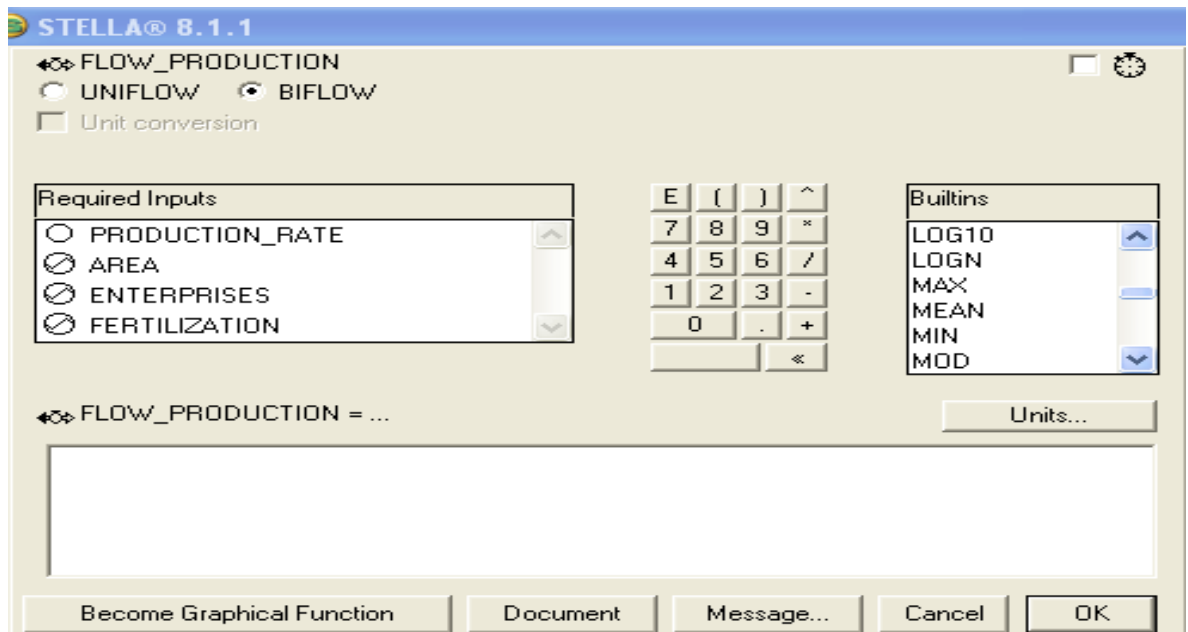 STELLA® 8.1.1
FLOW_PRODUCTION
UNIFLOW BIFLOW
Unit conversion
Required Inputs
PRODUCTION_RATE
AREA
ENTERPRISES
FERTILIZATION
E ( ) ^
7 8 9 *
4 5 6 /
1 2 3 -
0 . +
«
Builtins
LOG10
LOGN
MAX
MEAN
MIN
MOD
FLOW_PRODUCTION = ...
Units...
Become Graphical Function Document Message... Cancel OK